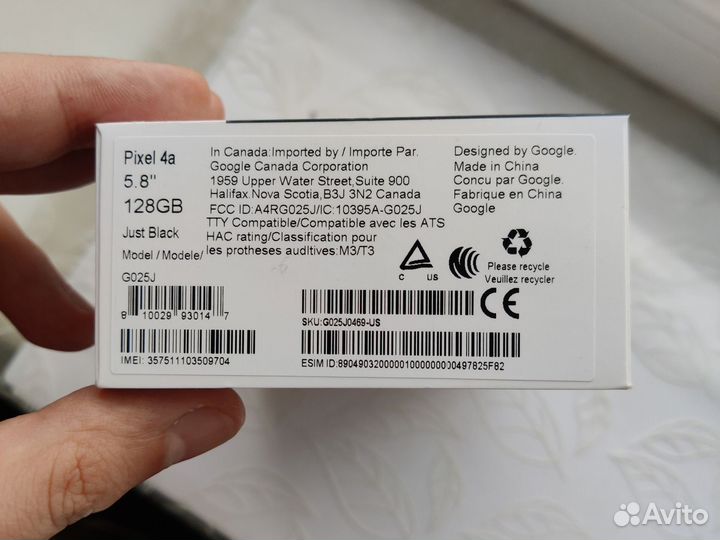 Pixel 4a
5.8"
128GB
Just Black
Model / Modele/
G025J
8 10029 93014 7
IMEI: 357511103509704
In Canada:Imported by / Importe Par.
Google Canada Corporation
1959 Upper Water Street,Suite 900
Halifax.Nova Scotia,B3J 3N2 Canada
FCC ID:A4RG025J/IC:10395A-G025J
TTY Compatible/Compatible avec les ATS
HAC rating/Classification pour
les protheses audltives:M3/T3
Designed by Google.
Made in China
Concu par Google.
Fabrique en China
Google
C US
Please recycle
Veuillez recycler
CE
SKU:G025J0469-US
ESIM ID:89049032000001000000000497825F82
Avito